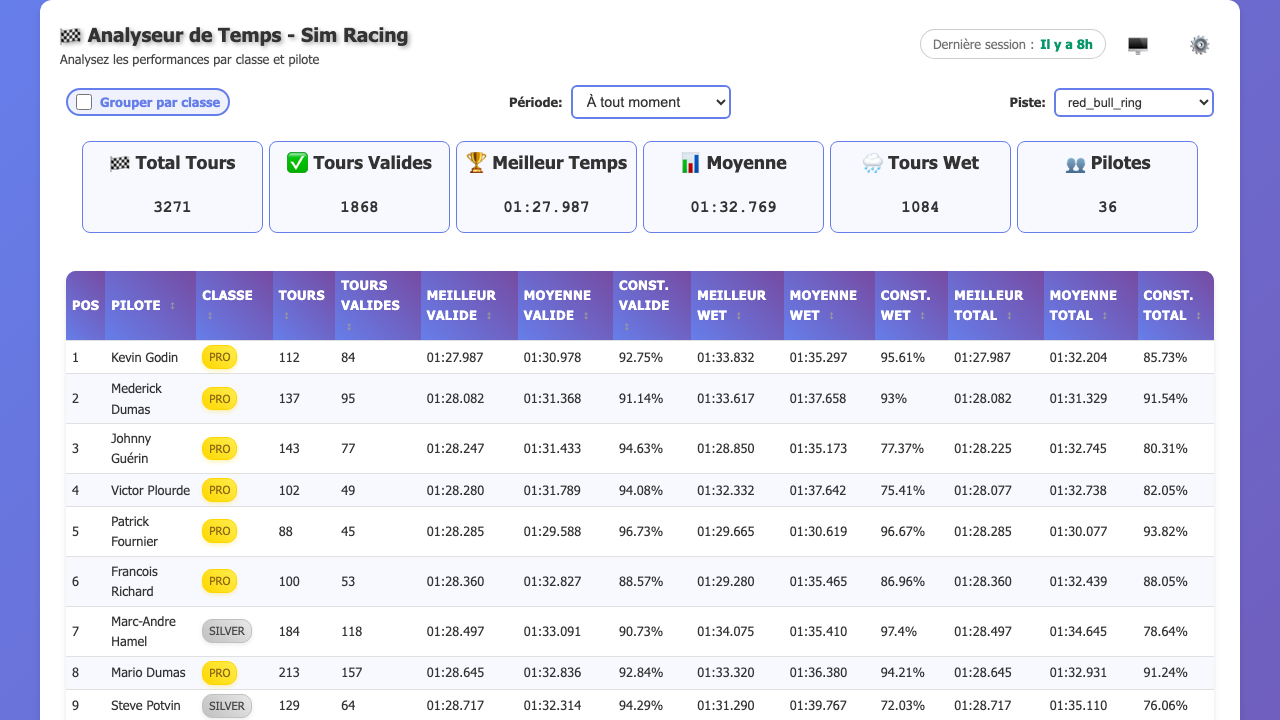 🏁 Analyseur de Temps - Sim Racing
Analysez les performances par classe et pilote
Dernière session : Il y a 8h
Grouper par classe
Période: À tout moment
Piste: red_bull_ring
🏁 Total Tours
3271
✅ Tours Valides
1868
🏆 Meilleur Temps
01:27.987
📊 Moyenne
01:32.769
🌧️ Tours Wet
1084
👥 Pilotes
36
POS PILOTE ↕ CLASSE ↕ TOURS ↕ TOURS VALIDES ↕ MEILLEUR VALIDE ↕ MOYENNE VALIDE ↕ CONST. VALIDE ↕ MEILLEUR WET ↕ MOYENNE WET ↕ CONST. WET ↕ MEILLEUR TOTAL ↕ MOYENNE TOTAL ↕ CONST. TOTAL ↕
1 Kevin Godin PRO 112 84 01:27.987 01:30.978 92.75% 01:33.832 01:35.297 95.61% 01:27.987 01:32.204 85.73%
2 Mederick Dumas PRO 137 95 01:28.082 01:31.368 91.14% 01:33.617 01:37.658 93% 01:28.082 01:31.329 91.54%
3 Johnny Guérin PRO 143 77 01:28.247 01:31.433 94.63% 01:28.850 01:35.173 77.37% 01:28.225 01:32.745 80.31%
4 Victor Plourde PRO 102 49 01:28.280 01:31.789 94.08% 01:32.332 01:37.642 75.41% 01:28.077 01:32.738 82.05%
5 Patrick Fournier PRO 88 45 01:28.285 01:29.588 96.73% 01:29.665 01:30.619 96.67% 01:28.285 01:30.077 93.82%
6 Francois Richard PRO 100 53 01:28.360 01:32.827 88.57% 01:29.280 01:35.465 86.96% 01:28.360 01:32.439 88.05%
7 Marc-Andre Hamel SILVER 184 118 01:28.497 01:33.091 90.73% 01:34.075 01:35.410 97.4% 01:28.497 01:34.645 78.64%
8 Mario Dumas PRO 213 157 01:28.645 01:32.836 92.84% 01:33.320 01:36.380 94.21% 01:28.645 01:32.931 91.24%
9 Steve Potvin SILVER 129 64 01:28.717 01:32.314 94.29% 01:31.290 01:39.767 72.03% 01:28.717 01:35.110 76.06%